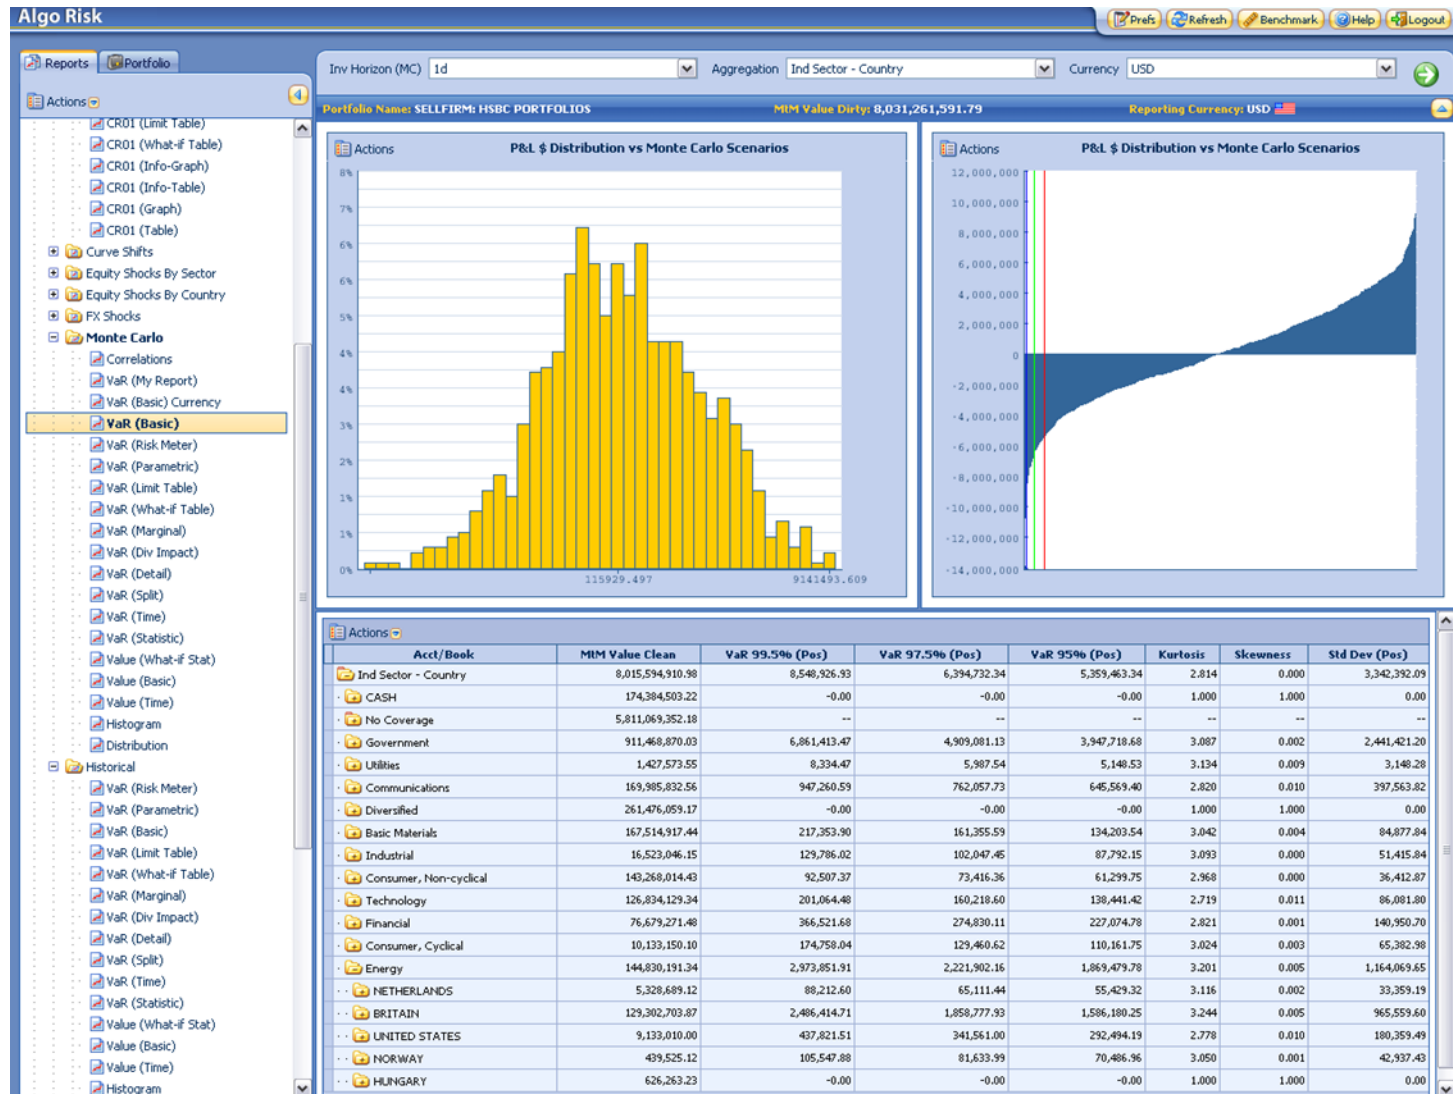 Algo Risk
Prefs Refresh Benchmark Help Logout
Reports Portfolio
Actions
CR01 (Limit Table)
CR01 (What-if Table)
CR01 (Info-Graph)
CR01 (Info-Table)
CR01 (Graph)
CR01 (Table)
Curve Shifts
Equity Shocks By Sector
Equity Shocks By Country
FX Shocks
Monte Carlo
Correlations
VaR (My Report)
VaR (Basic) Currency
VaR (Basic)
VaR (Risk Meter)
VaR (Parametric)
VaR (Limit Table)
VaR (What-if Table)
VaR (Marginal)
VaR (Div Impact)
VaR (Detail)
VaR (Split)
VaR (Time)
VaR (Statistic)
Value (What-if Stat)
Value (Basic)
Value (Time)
Histogram
Distribution
Historical
VaR (Risk Meter)
VaR (Parametric)
VaR (Basic)
VaR (Limit Table)
VaR (What-if Table)
VaR (Marginal)
VaR (Div Impact)
VaR (Detail)
VaR (Split)
VaR (Time)
VaR (Statistic)
Value (What-if Stat)
Value (Basic)
Value (Time)
Histogram
Inv Horizon (MC) 1d Aggregation Ind Sector - Country Currency USD
Portfolio Name: SELLFIRM: HSBC PORTFOLIOS MtM Value Dirty: 8,031,261,591.79 Reporting Currency: USD
Actions P&L $ Distribution vs Monte Carlo Scenarios
8%
7%
6%
6%
5%
4%
4%
3%
2%
1%
1%
0%
115929.497 9141493.609
Actions P&L $ Distribution vs Monte Carlo Scenarios
12,000,000
10,000,000
8,000,000
6,000,000
4,000,000
2,000,000
0
-2,000,000
-4,000,000
-6,000,000
-8,000,000
-10,000,000
-12,000,000
-14,000,000
Actions
Acct/Book MtM Value Clean VaR 99.5% (Pos) VaR 97.5% (Pos) VaR 95% (Pos) Kurtosis Skewness Std Dev (Pos)
Ind Sector - Country 8,015,594,910.98 8,548,926.93 6,394,732.34 5,359,463.34 2.814 0.000 3,342,392.09
CASH 174,384,503.22 -0.00 -0.00 -0.00 1.000 1.000 0.00
No Coverage 5,811,069,352.18 -- -- -- -- -- --
Government 911,468,870.03 6,861,413.47 4,909,081.13 3,947,718.68 3.087 0.002 2,441,421.20
Utilities 1,427,573.55 8,334.47 5,987.54 5,148.53 3.134 0.009 3,148.28
Communications 169,985,832.56 947,260.59 762,057.73 645,569.40 2.820 0.010 397,563.82
Diversified 261,476,059.17 -0.00 -0.00 -0.00 1.000 1.000 0.00
Basic Materials 167,514,917.44 217,353.90 161,355.59 134,203.54 3.042 0.004 84,877.84
Industrial 16,523,046.15 129,786.02 102,047.45 87,792.15 3.093 0.000 51,415.84
Consumer, Non-cyclical 143,268,014.43 92,507.37 73,416.36 61,299.75 2.968 0.000 36,412.87
Technology 126,834,129.34 201,064.48 160,218.60 138,441.42 2.719 0.011 86,081.80
Financial 76,679,271.48 366,521.68 274,830.11 227,074.78 2.821 0.001 140,950.70
Consumer, Cyclical 10,133,150.10 174,758.04 129,460.62 110,161.75 3.024 0.003 65,382.98
Energy 144,830,191.34 2,973,851.91 2,221,902.16 1,869,479.78 3.201 0.005 1,164,069.65
NETHERLANDS 5,328,689.12 88,212.60 65,111.44 55,429.32 3.116 0.002 33,359.19
BRITAIN 129,302,703.87 2,486,414.71 1,858,777.93 1,586,180.25 3.244 0.005 965,559.60
UNITED STATES 9,133,010.00 437,821.51 341,561.00 292,494.19 2.778 0.010 180,359.49
NORWAY 439,525.12 105,547.88 81,633.99 70,486.96 3.050 0.001 42,937.43
HUNGARY 626,263.23 -0.00 -0.00 -0.00 1.000 1.000 0.00